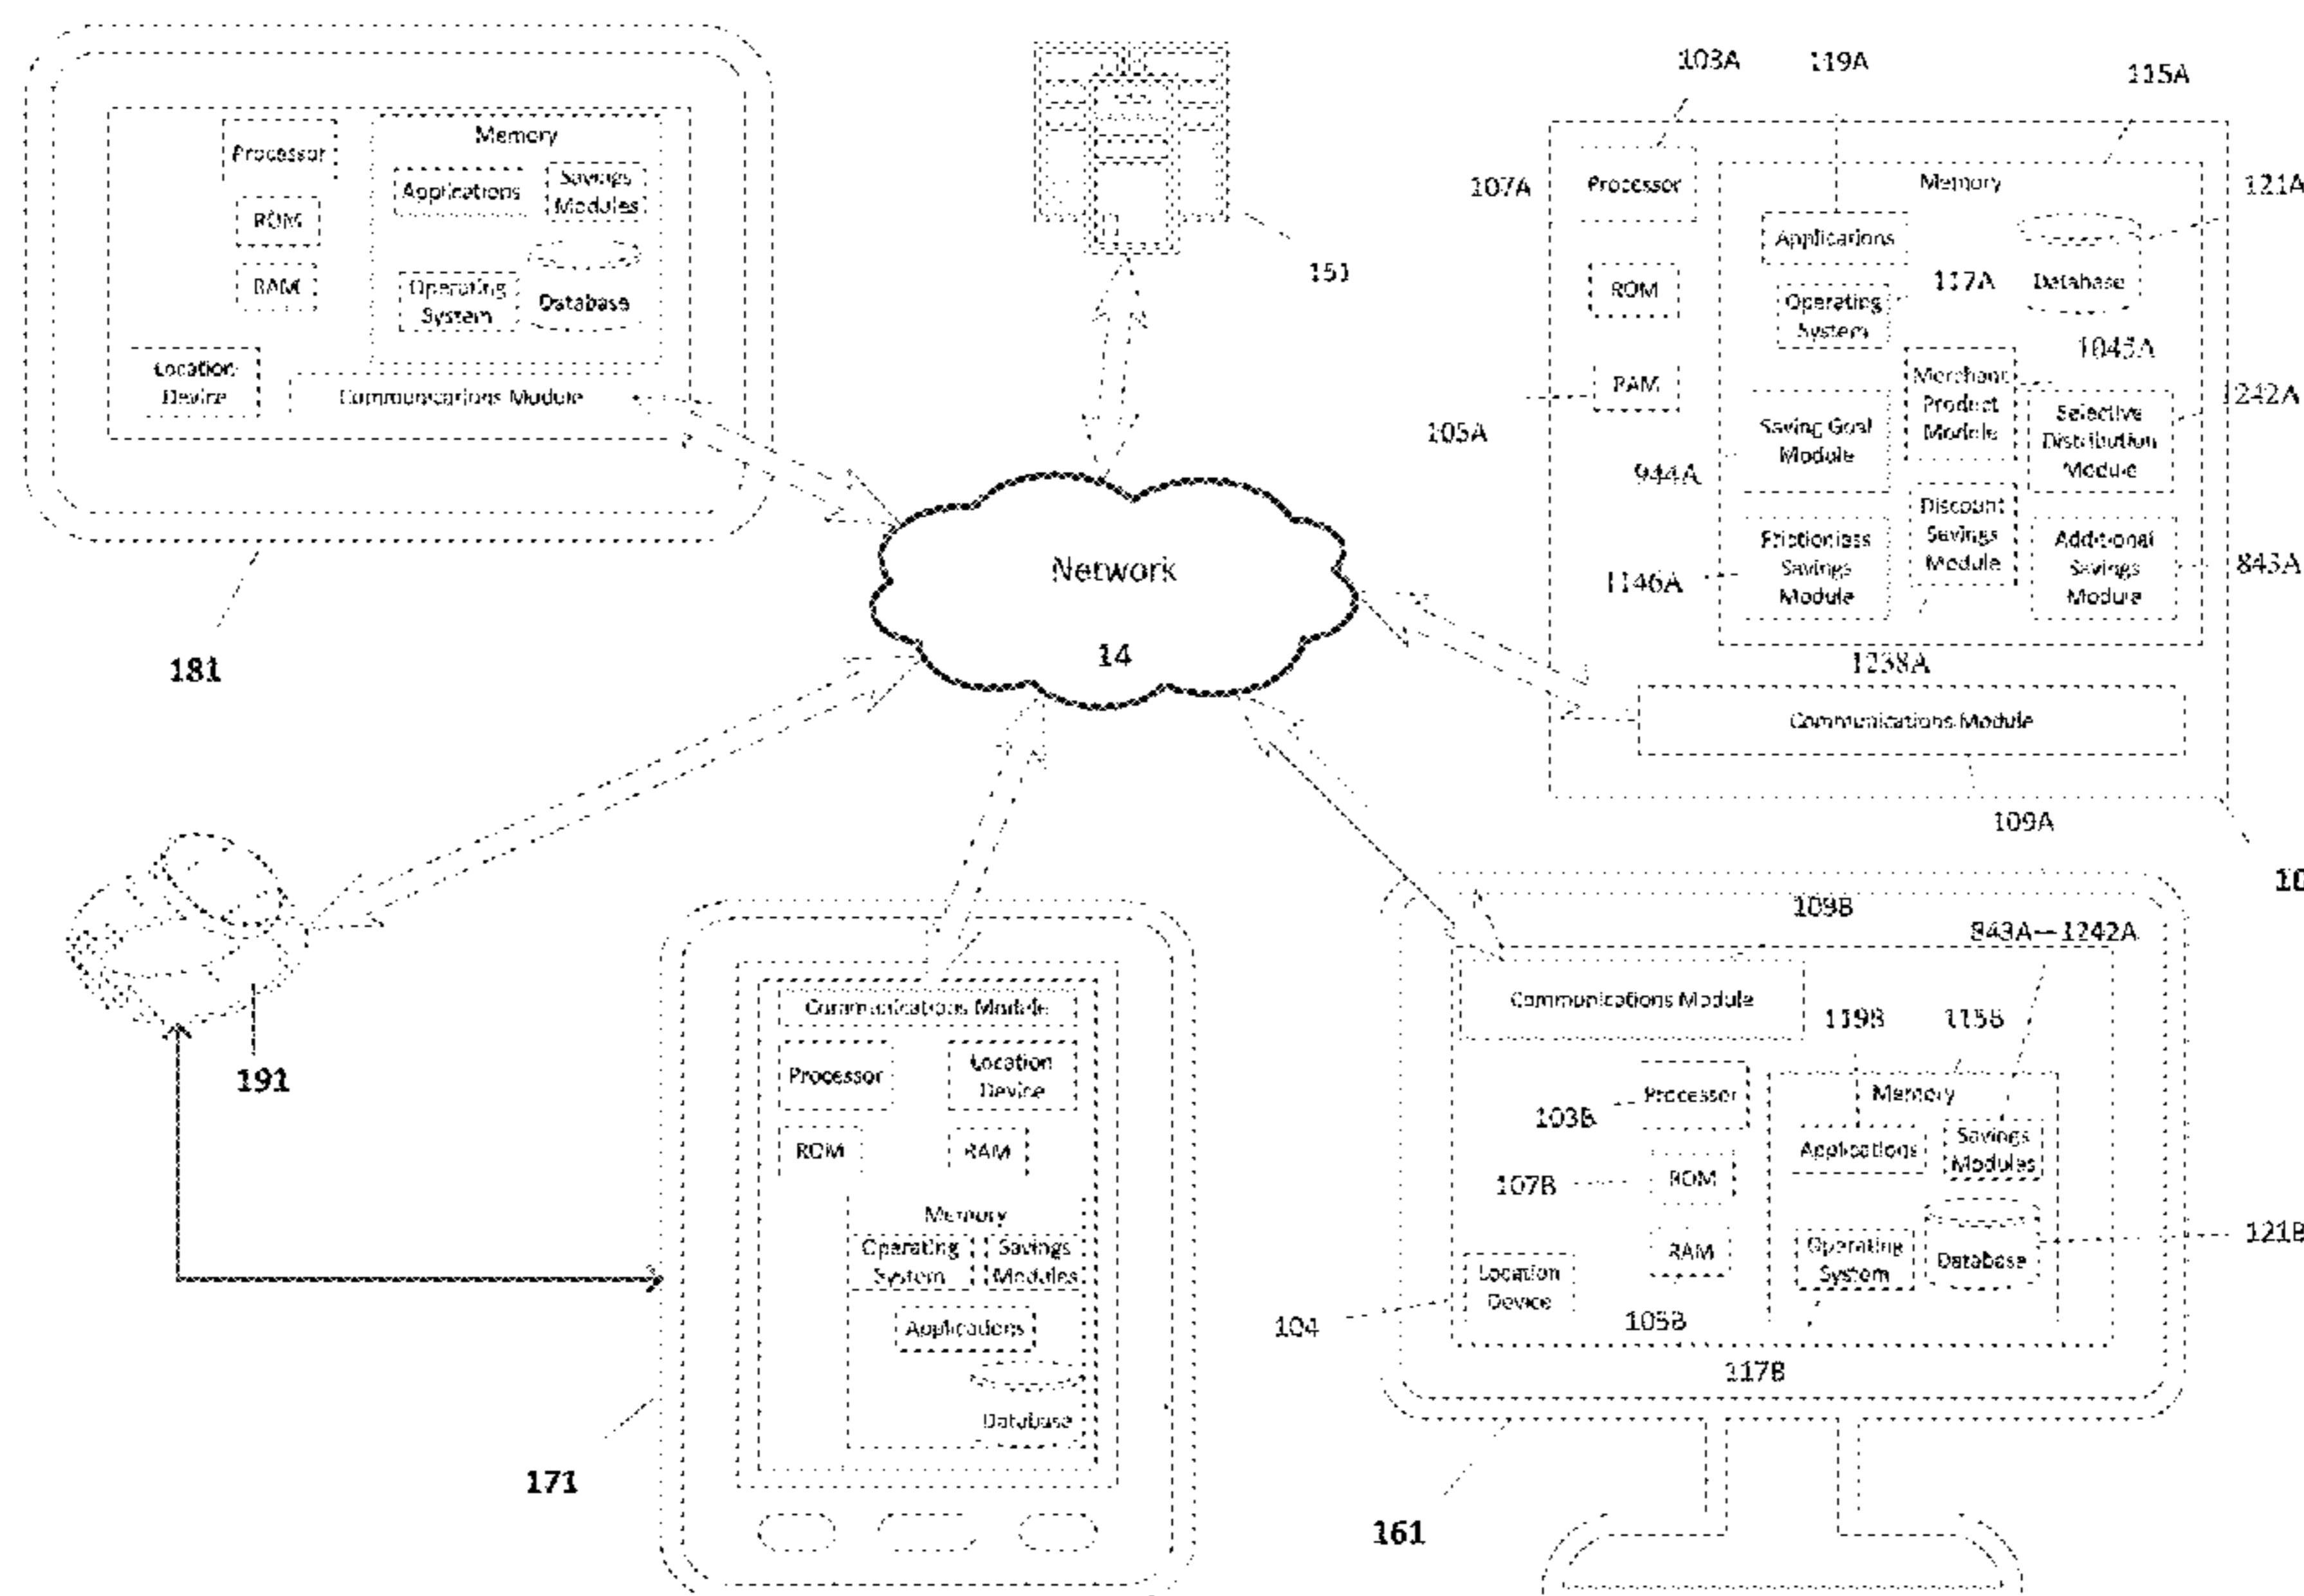 Processor
ROM
RAM
Location
Device
Memory
Applications
Savings
Modules
Operating
System
Database
Communications Module
181
151
103A
119A
115A
107A
Processor
Memory
121A
Applications
ROM
117A
Database
Operating
System
1045A
RAM
Merchant
Product
Module
1242A
105A
Saving Goal
Module
Selective
Distribution
Module
944A
Discount
Savings
Module
Frictionless
Savings
Module
Additional
Savings
Module
1146A
843A
1238A
Communications Module
109A
10
Network
14
191
Communications Module
Processor
Location
Device
ROM
RAM
Memory
Operating
System
Savings
Modules
Applications
Database
171
109B
843A—1242A
Communications Module
119B
115B
Processor
Memory
103B
Applications
Savings
Modules
ROM
107B
RAM
Operating
System
Database
121B
Location
Device
104
105B
117B
161